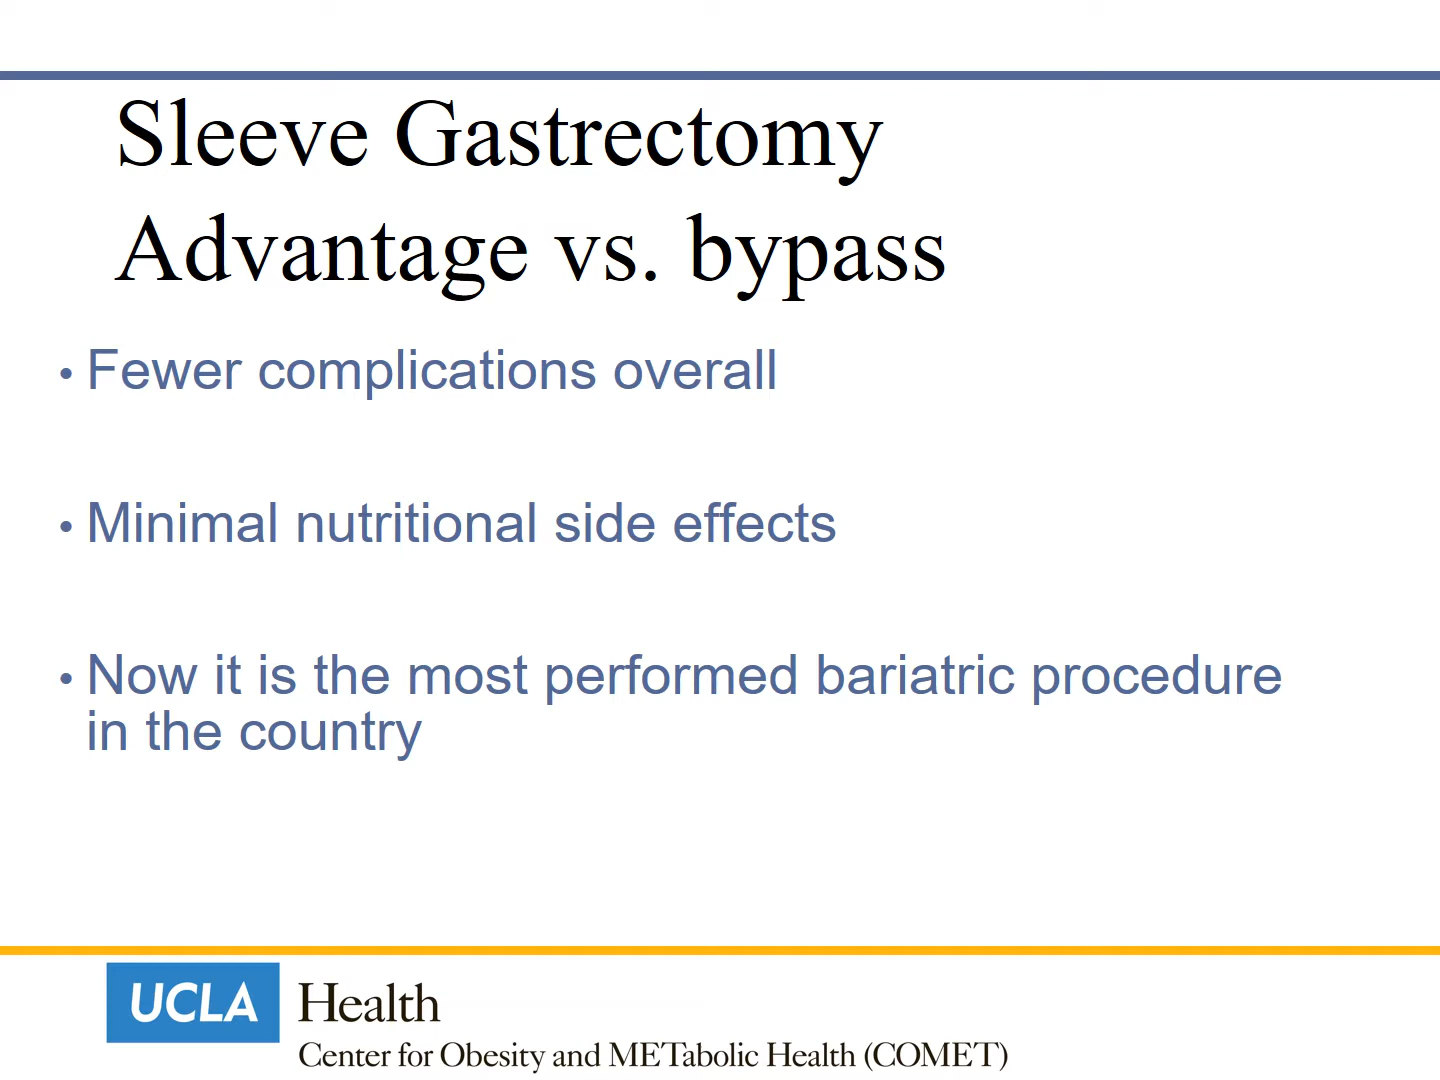 Sleeve Gastrectomy
Advantage vs. bypass
• Fewer complications overall
• Minimal nutritional side effects
• Now it is the most performed bariatric procedure
in the country
UCLA Health
Center for Obesity and METabolic Health (COMET)